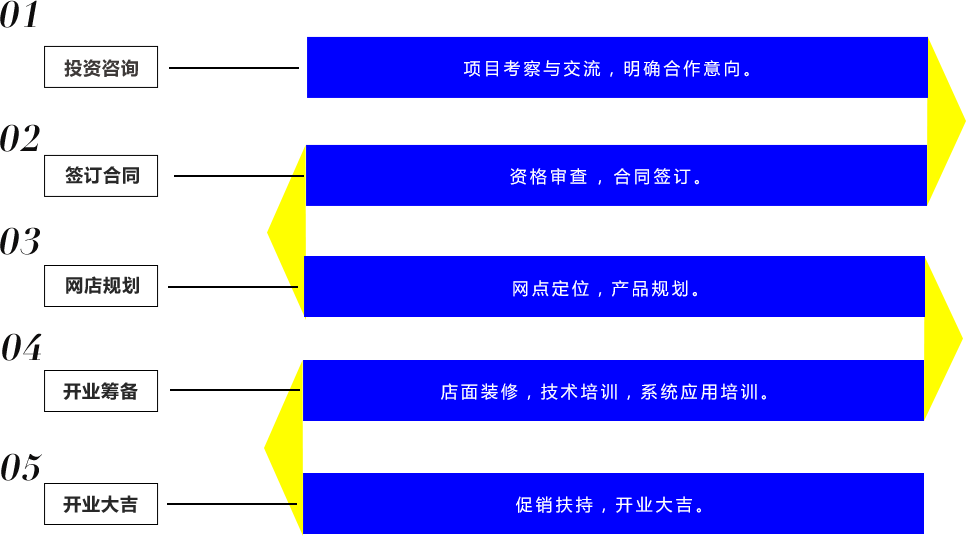 01
投资咨询
项目考察与交流，明确合作意向。
02
签订合同
资格审查，合同签订。
03
网店规划
网点定位，产品规划。
04
开业筹备
店面装修，技术培训，系统应用培训。
05
开业大吉
促销扶持，开业大吉。